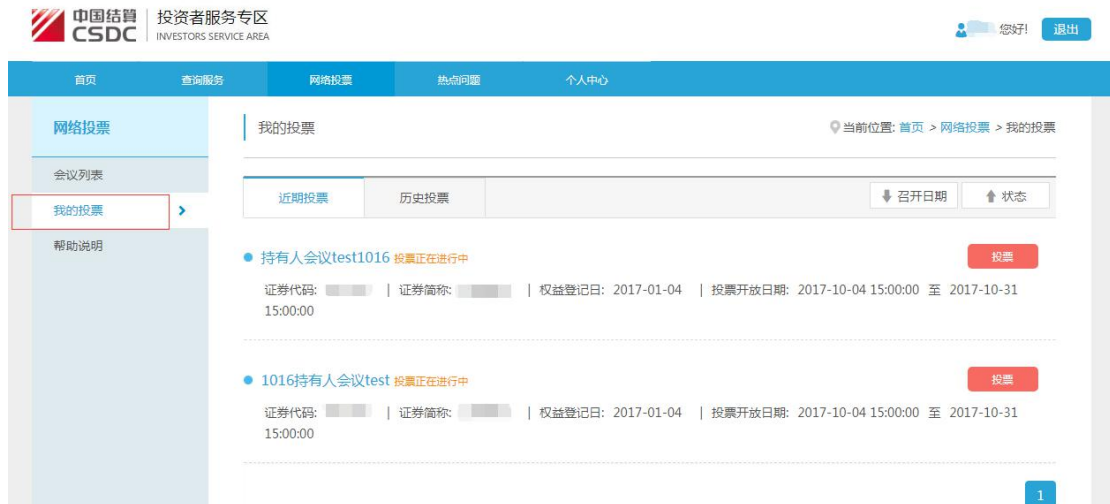 中国结算
CSDC
投资者服务专区
INVESTORS SERVICE AREA
您好!
退出
首页 查询服务 网络投票 热点问题 个人中心
网络投票
会议列表
我的投票
帮助说明
我的投票
当前位置: 首页 > 网络投票 > 我的投票
近期投票 历史投票
召开日期 状态
持有人会议test1016 投票正在进行中
投票
证券代码: | 证券简称: | 权益登记日: 2017-01-04 | 投票开放日期: 2017-10-04 15:00:00 至 2017-10-31
15:00:00
1016持有人会议test 投票正在进行中
投票
证券代码: | 证券简称: | 权益登记日: 2017-01-04 | 投票开放日期: 2017-10-04 15:00:00 至 2017-10-31
15:00:00
1